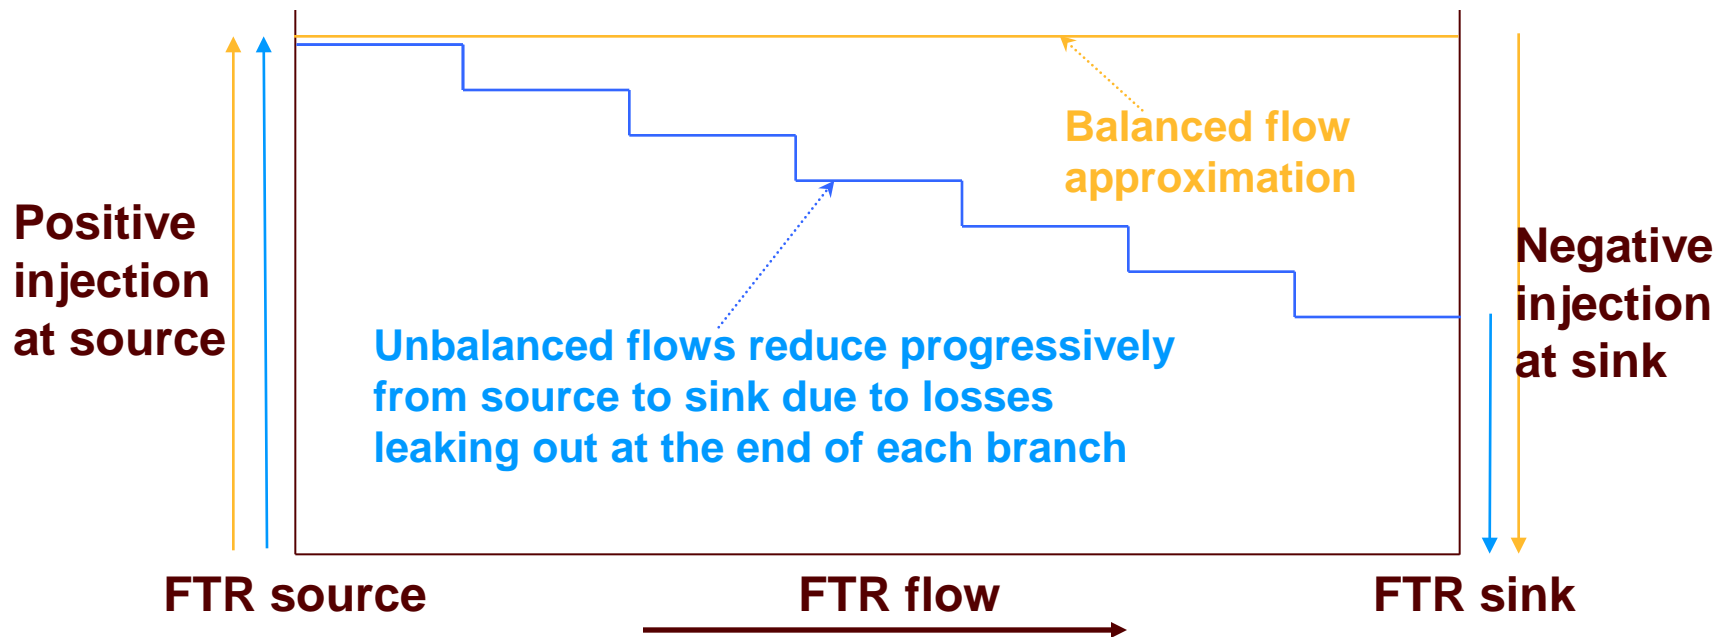 Balanced flow
approximation
Positive
injection
at source
Negative
injection
at sink
Unbalanced flows reduce progressively
from source to sink due to losses
leaking out at the end of each branch
FTR source
FTR flow
FTR sink